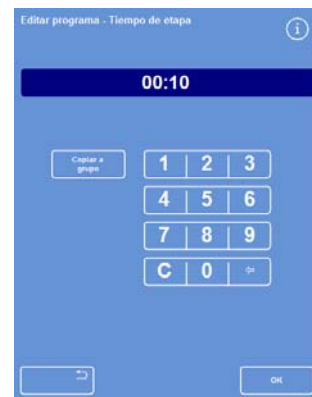 Editar programa - Tiempo de etapa
i
00:10
Copiar a
grupo
1 2 3
4 5 6
7 8 9
C 0 ⇦
OK